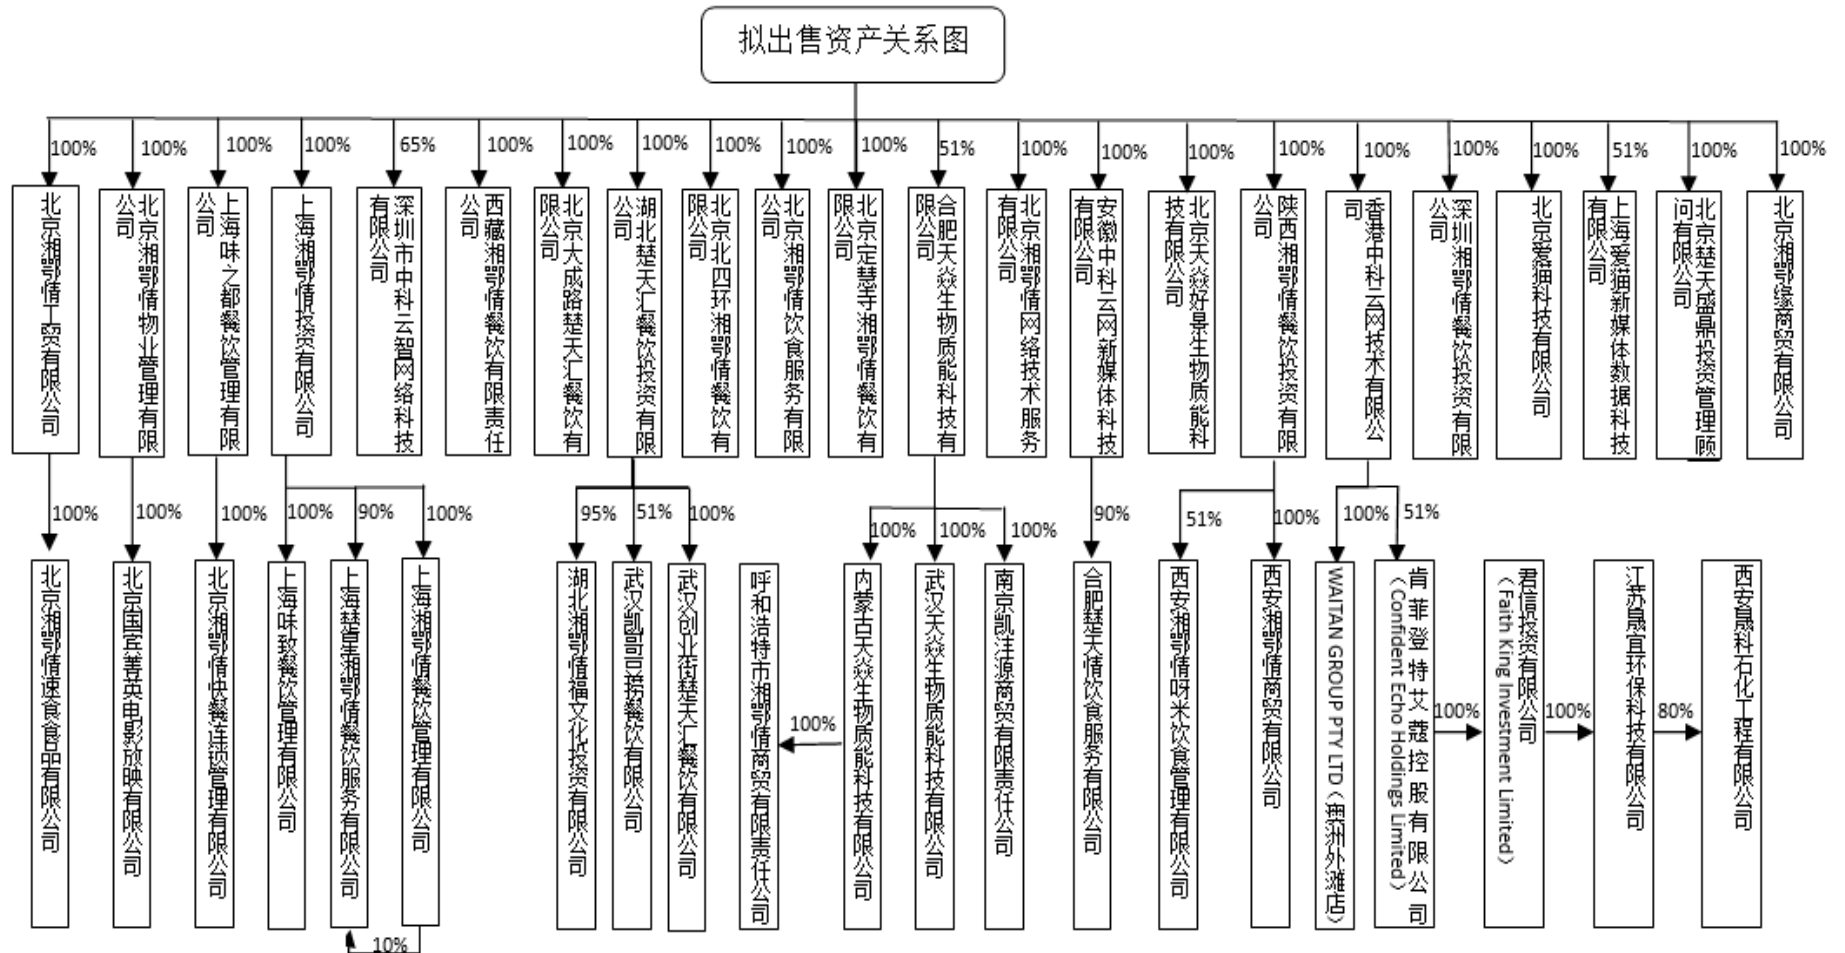 拟出售资产关系图
100%
100%
100%
100%
65%
100%
100%
100%
100%
100%
100%
51%
100%
100%
100%
100%
100%
100%
100%
51%
100%
100%
北京湘鄂情工贸有限公司
北京湘鄂情物业管理有限
公司
上海味之都餐饮管理有限
公司
上海湘鄂情投资有限公司
深圳市中科云智网络科技
有限公司
西藏湘鄂情餐饮有限责任
公司
北京大成路楚天汇餐饮有
限公司
湖北楚天汇餐饮投资有限
公司
北京北四环湘鄂情餐饮有
限公司
北京湘鄂情饮食服务有限
公司
北京定慧寺湘鄂情餐饮有
限公司
合肥天焱生物质能科技有
限公司
北京湘鄂情网络技术服务
有限公司
安徽中科云网新媒体科技
有限公司
北京天焱好景生物质能科
技有限公司
陕西湘鄂情餐饮投资有限
公司
香港中科云网技术有限公
司
深圳湘鄂情餐饮投资有限
公司
北京爱猫科技有限公司
上海爱猫新媒体数据科技
有限公司
北京楚天盛鼎投资管理顾
问有限公司
北京湘鄂缘商贸有限公司
100%
100%
100%
100%
90%
100%
95%
51%
100%
100%
100%
100%
90%
51%
100%
100%
51%
北京湘鄂情速食食品有限公司
北京国宾菁英电影放映有限公司
北京湘鄂情快餐连锁管理有限公司
上海味致餐饮管理有限公司
上海楚星湘鄂情餐饮服务有限公司
上海湘鄂情餐饮管理有限公司
10%
湖北湘鄂情福文化投资有限公司
武汉凯哥吕捞餐饮有限公司
武汉创业街楚天汇餐饮有限公司
呼和浩特市湘鄂情商贸有限责任公司
100%
内蒙古天焱生物质能科技有限公司
武汉天焱生物质能科技有限公司
南京凯沣源商贸有限责任公司
合肥楚天情饮食服务有限公司
西安湘鄂情呀米饮食管理有限公司
西安湘鄂情商贸有限公司
WAITAN GROUP PTY LTD（奥洲外滩店）
肯菲登特艾蔻控股有限公司
（Confident Echo Holdings Limited）
100%
君信投资有限公司
（Faith King Investment Limited）
100%
江苏晟宜环保科技有限公司
80%
西安晟科石化工程有限公司